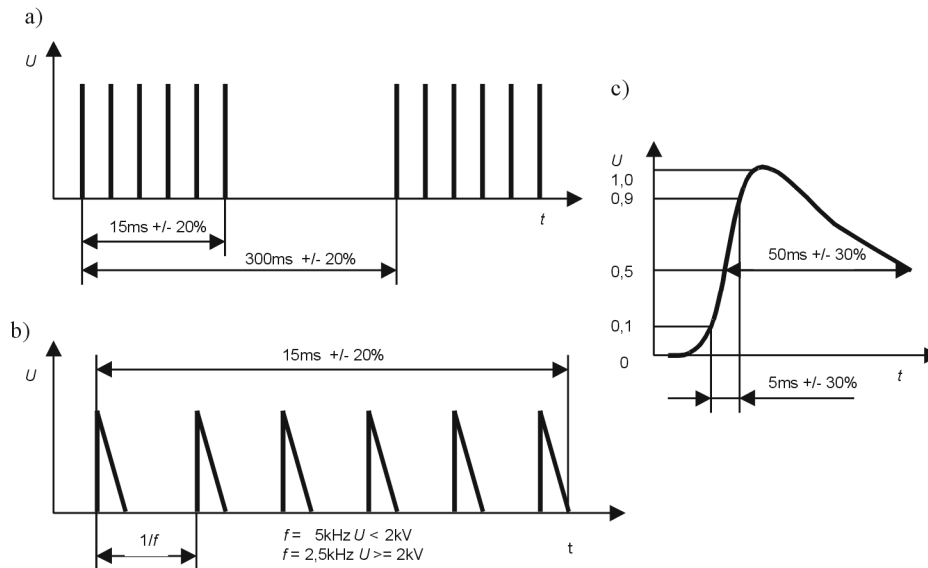 a)
U
15ms +/- 20%
t
300ms +/- 20%
b)
U
15ms +/- 20%
1/f
f = 5kHz U < 2kV
f = 2,5kHz U >= 2kV
t
c)
U
1,0
0,9
0,5
50ms +/- 30%
0,1
0
t
5ms +/- 30%